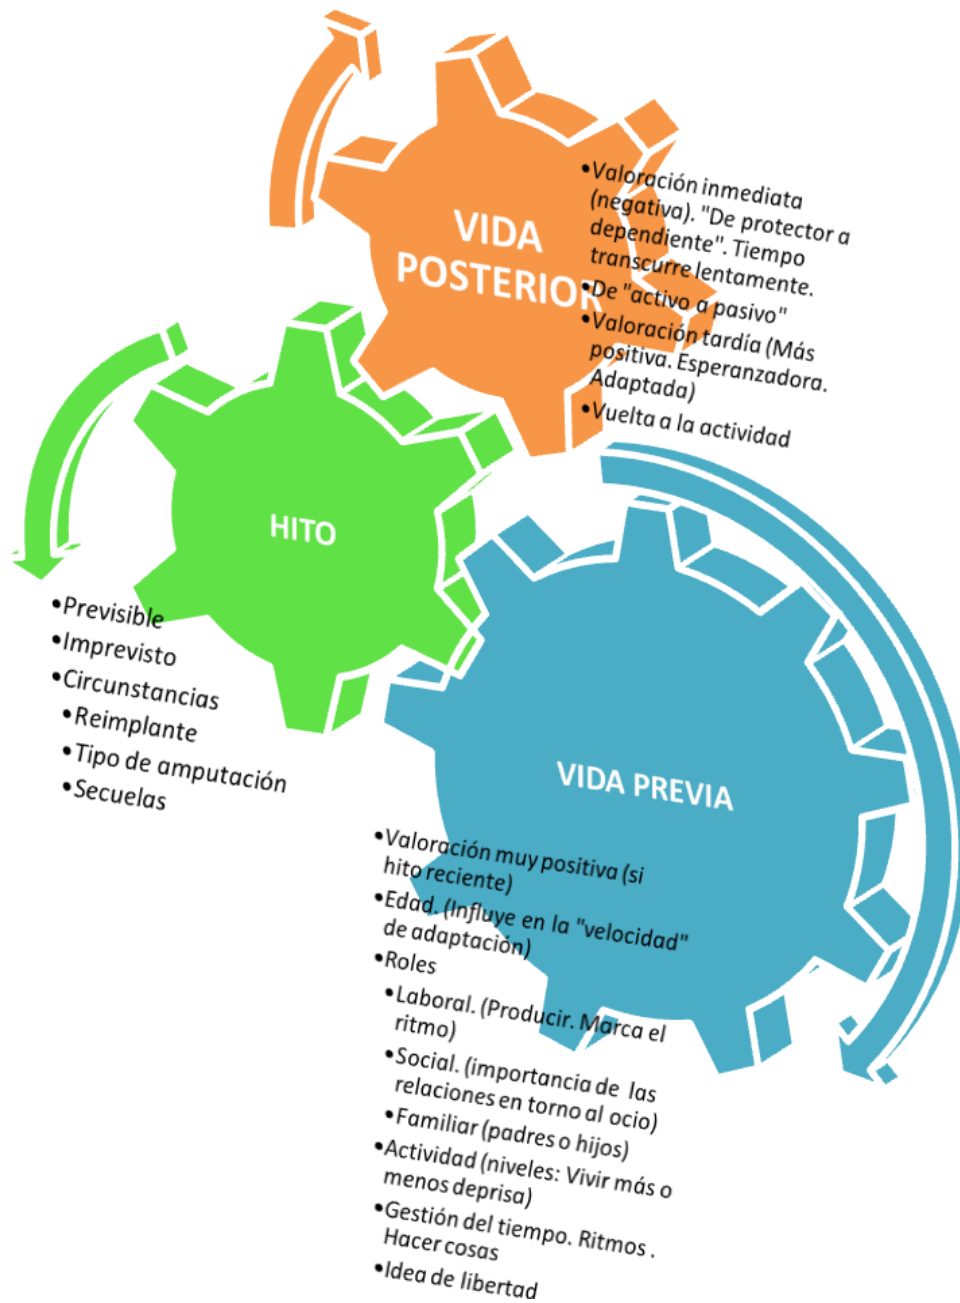 VIDA
POSTERIOR
•Valoración inmediata
(negativa). "De protector a
dependiente". Tiempo
transcurre lentamente.
•De "activo a pasivo"
•Valoración tardía (Más
positiva. Esperanzadora.
Adaptada)
•Vuelta a la actividad
HITO
•Previsible
•Imprevisto
•Circunstancias
•Reimplante
•Tipo de amputación
•Secuelas
VIDA PREVIA
•Valoración muy positiva (si
hito reciente)
•Edad. (Influye en la "velocidad"
de adaptación)
•Roles
•Laboral. (Producir. Marca el
ritmo)
•Social. (importancia de las
relaciones en torno al ocio)
•Familiar (padres o hijos)
•Actividad (niveles: Vivir más o
menos deprisa)
•Gestión del tiempo. Ritmos .
Hacer cosas
•Idea de libertad